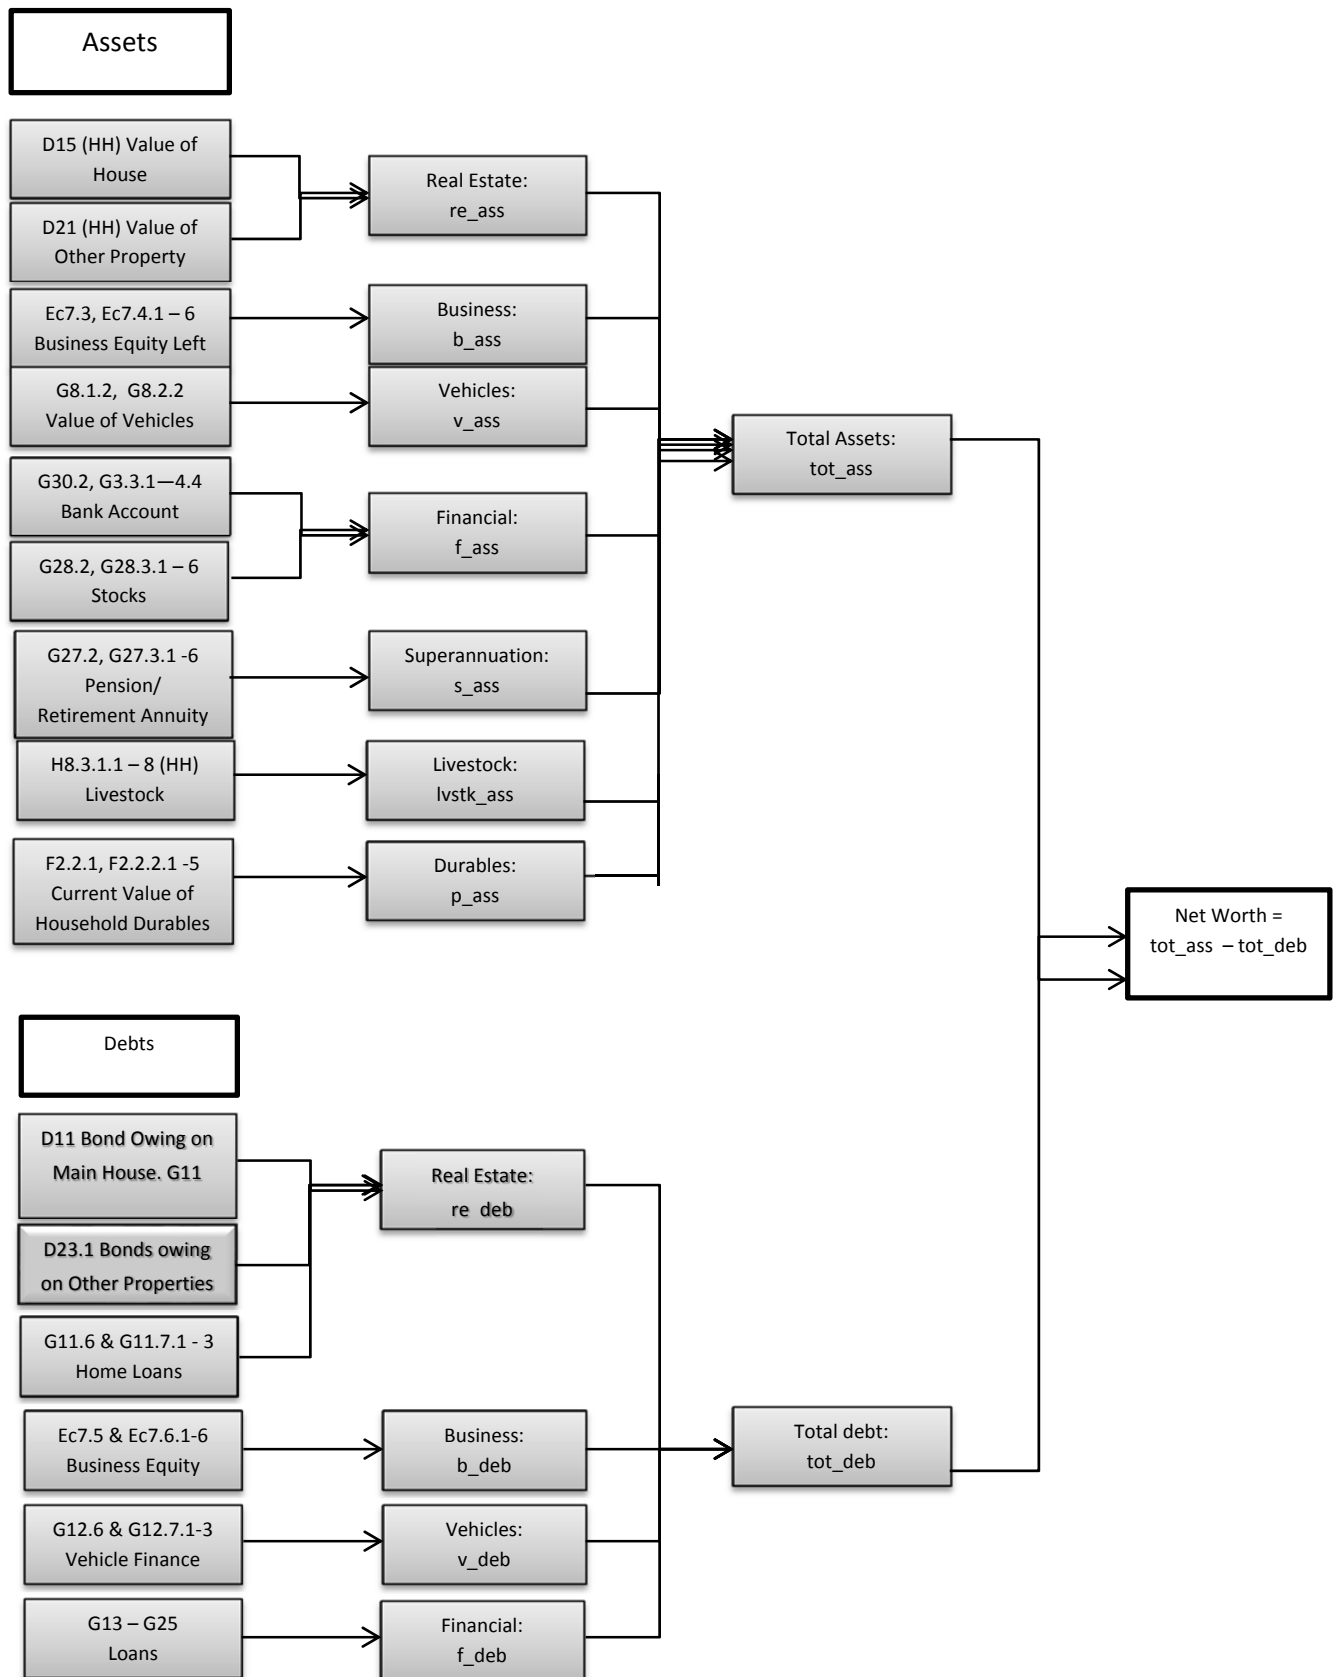 Assets
D15 (HH) Value of
House
D21 (HH) Value of
Other Property
Real Estate:
re_ass
Ec7.3, Ec7.4.1 – 6
Business Equity Left
Business:
b_ass
G8.1.2,  G8.2.2
Value of Vehicles
Vehicles:
v_ass
G30.2, G3.3.1—4.4
Bank Account
G28.2, G28.3.1 – 6
Stocks
Financial:
f_ass
G27.2, G27.3.1 -6
Pension/
Retirement Annuity
Superannuation:
s_ass
H8.3.1.1 – 8 (HH)
Livestock
Livestock:
lvstk_ass
F2.2.1, F2.2.2.1 -5
Current Value of
Household Durables
Durables:
p_ass
Total Assets:
tot_ass
Net Worth =
tot_ass  – tot_deb
Debts
D11 Bond Owing on
Main House. G11
D23.1 Bonds owing
on Other Properties
G11.6 & G11.7.1 - 3
Home Loans
Real Estate:
re_deb
Ec7.5 & Ec7.6.1-6
Business Equity
Business:
b_deb
G12.6 & G12.7.1-3
Vehicle Finance
Vehicles:
v_deb
G13 – G25
Loans
Financial:
f_deb
Total debt:
tot_deb